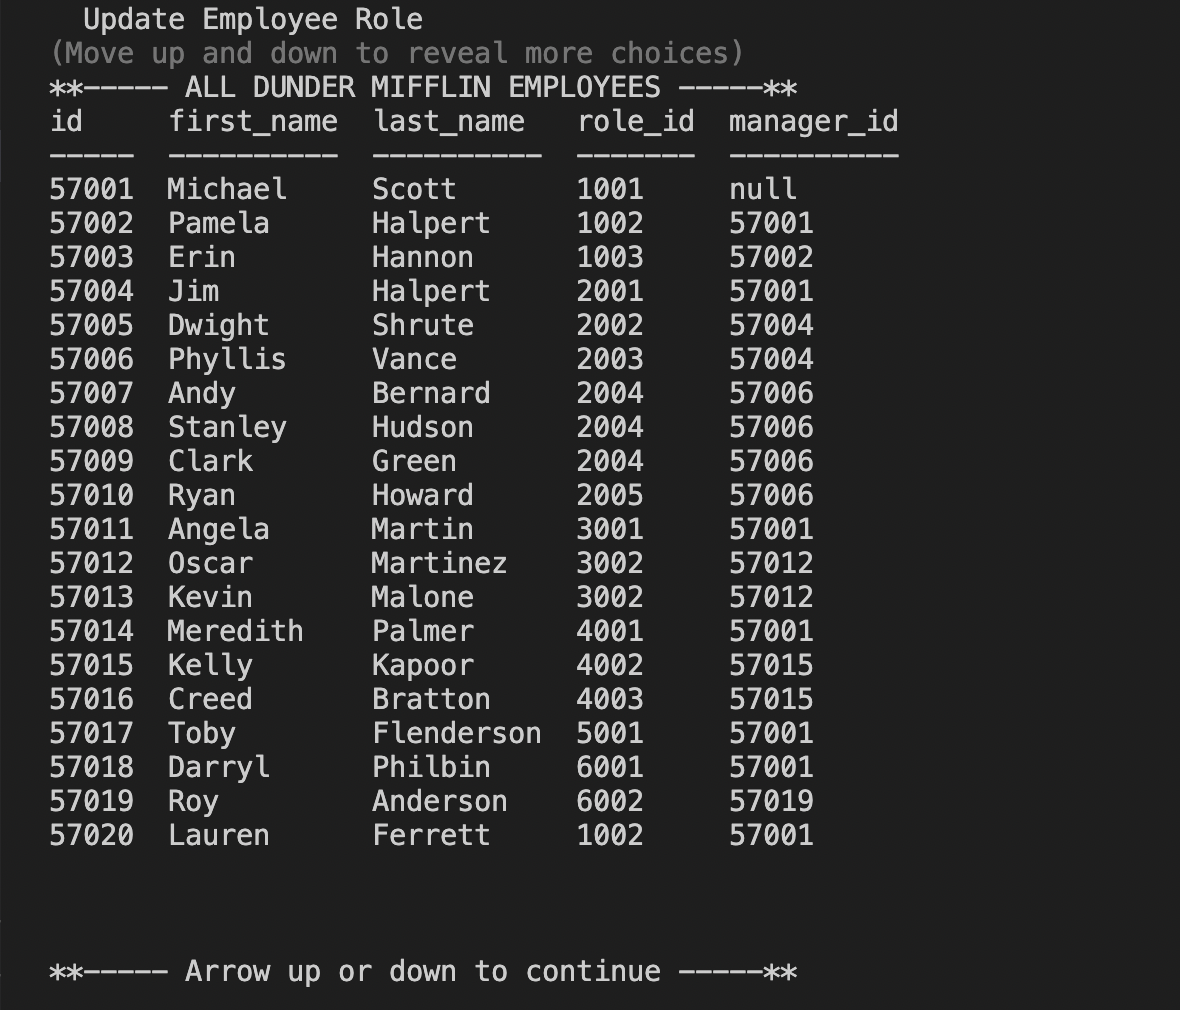 Update Employee Role
(Move up and down to reveal more choices)
**----- ALL DUNDER MIFFLIN EMPLOYEES -----**
id     first_name  last_name   role_id  manager_id
-----  ----------  ----------  -------  ----------
57001  Michael     Scott       1001     null
57002  Pamela      Halpert     1002     57001
57003  Erin        Hannon      1003     57002
57004  Jim         Halpert     2001     57001
57005  Dwight      Shrute      2002     57004
57006  Phyllis     Vance       2003     57004
57007  Andy        Bernard     2004     57006
57008  Stanley     Hudson      2004     57006
57009  Clark       Green       2004     57006
57010  Ryan        Howard      2005     57006
57011  Angela      Martin      3001     57001
57012  Oscar       Martinez    3002     57012
57013  Kevin       Malone      3002     57012
57014  Meredith    Palmer      4001     57001
57015  Kelly       Kapoor      4002     57015
57016  Creed       Bratton     4003     57015
57017  Toby        Flenderson  5001     57001
57018  Darryl      Philbin     6001     57001
57019  Roy         Anderson    6002     57019
57020  Lauren      Ferrett     1002     57001
**----- Arrow up or down to continue -----**